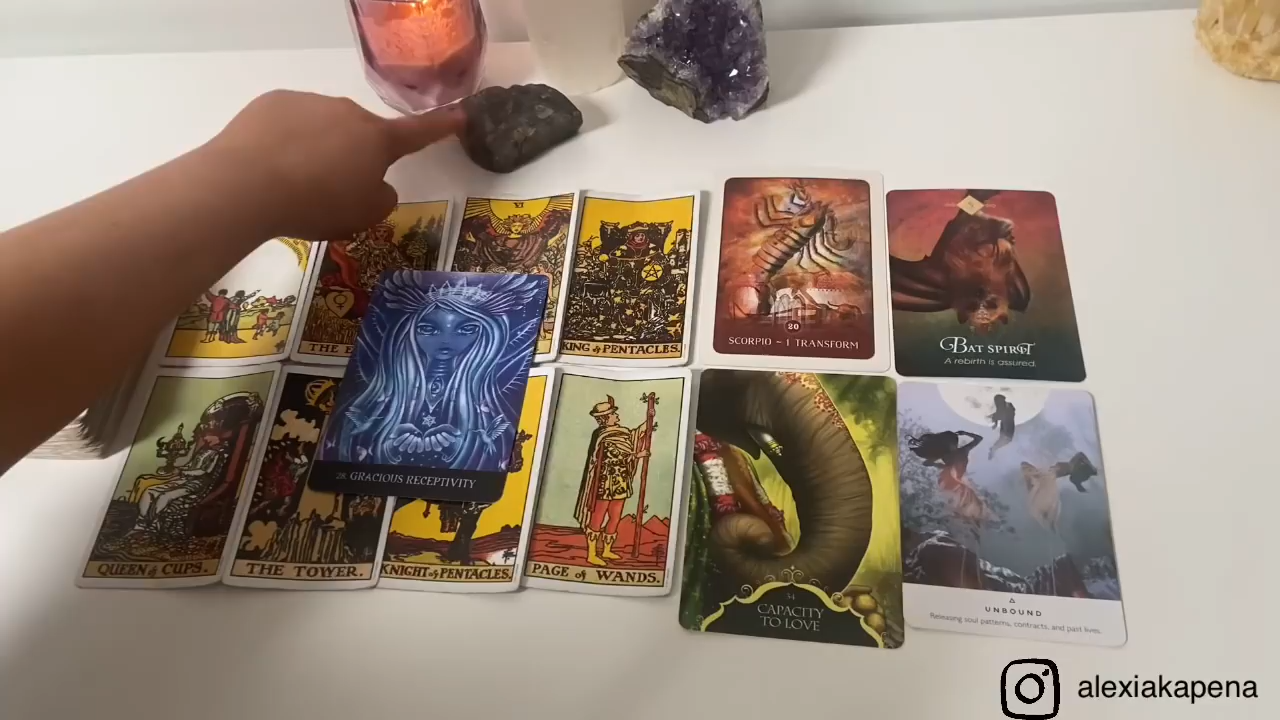 VI
THE E
KING of PENTACLES.
20
SCORPIO ~ I TRANSFORM
BAT SPIRIT
A rebirth is assured.
28. GRACIOUS RECEPTIVITY
QUEEN of CUPS.
THE TOWER.
KNIGHT of PENTACLES.
PAGE of WANDS.
34
CAPACITY
TO LOVE
UNBOUND
Releasing soul patterns, contracts, and past lives.
alexiakapena